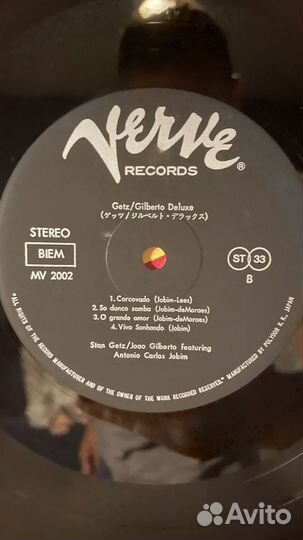 Verve
RECORDS ®
Getz/Gilberto Deluxe
(ゲッツ/ジルベルト・デラックス)
STEREO
BIEM
MV 2002
ST 33
B
1. Corcovado (Jobim-Lees)
2. So danco samba (Jobim-deMoraes)
3. O grande amor (Jobim-deMoraes)
4. Vivo Sonhando (Jobim)
Stan Getz/Joao Gilberto Featuring
Antonio Carlos Jobim
"ALL RIGHTS OF THE RECORD MANUFACTURER AND OF THE OWNER OF THE WORK RECORDED RESERVED." MANUFACTURED BY POLYDOR K. K., JAPAN
Avito